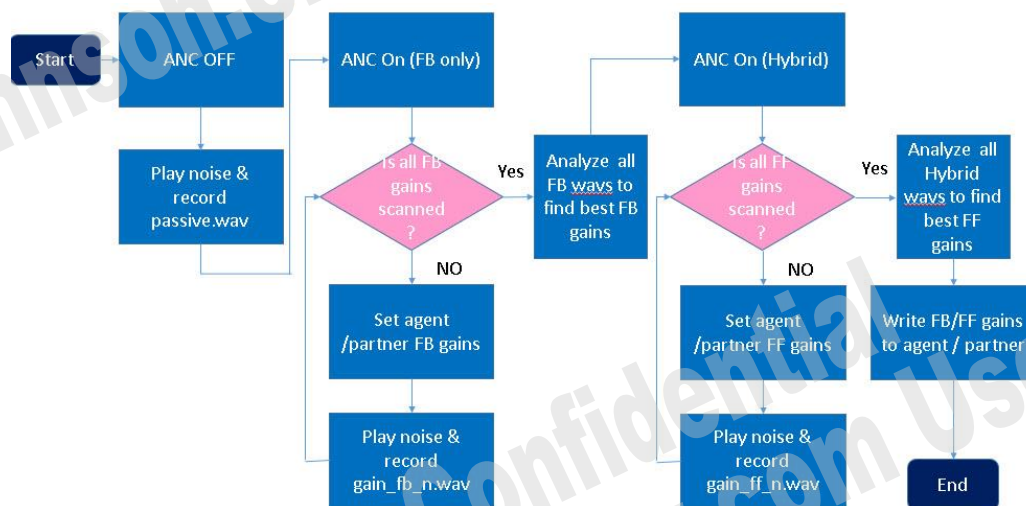 Start
ANC OFF
Play noise &
record
passive.wav
ANC On (FB only)
Is all FB
gains
scanned
?
Yes
NO
Set agent
/partner FB gains
Play noise &
record
gain_fb_n.wav
Analyze all
FB wavs to
find best FB
gains
ANC On (Hybrid)
Is all FF
gains
scanned
?
Yes
NO
Set agent
/partner FF gains
Play noise &
record
gain_ff_n.wav
Analyze all
Hybrid
wavs to find
best FF
gains
Write FB/FF gains
to agent / partner
End
Confidential